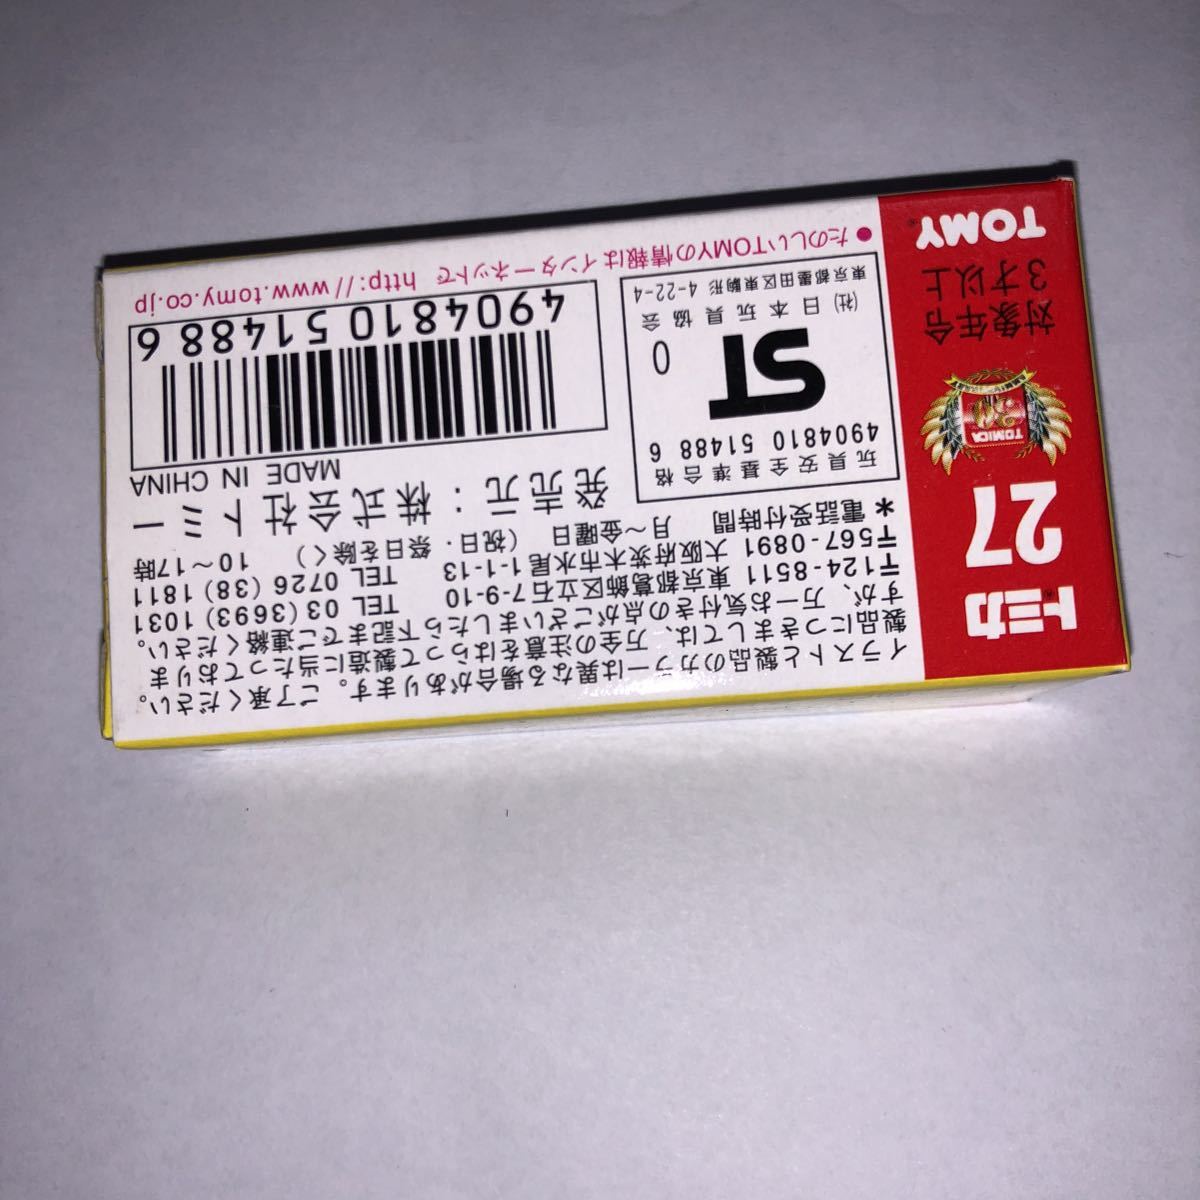 トミカ
27
TOMICA
対象年令
3才以上
TOMY
イラストと製品のカラーは異なる場合があります。ご了承ください。
製品につきましては、万全の注意をはらって製造に当たっておりま
すが、万一お気付きの点がございましたら下記までご連絡ください。
〒124-8511 東京都葛飾区立石7-9-10 TEL 03(3693)1031
〒567-0891 大阪府茨木市水尾1-1-13 TEL 0726(38)1811
*電話受付時間 月〜金曜日 (祝日・祭日を除く) 10〜17時
玩具安全基準合格
4904810 51488 6
ST
0
(社)日本玩具協会
東京都墨田区東駒形4-22-4
発売元:株式会社トミー
MADE IN CHINA
4904810 514886
●たのしいTOMYの情報はインターネットで http://www.tomy.co.jp